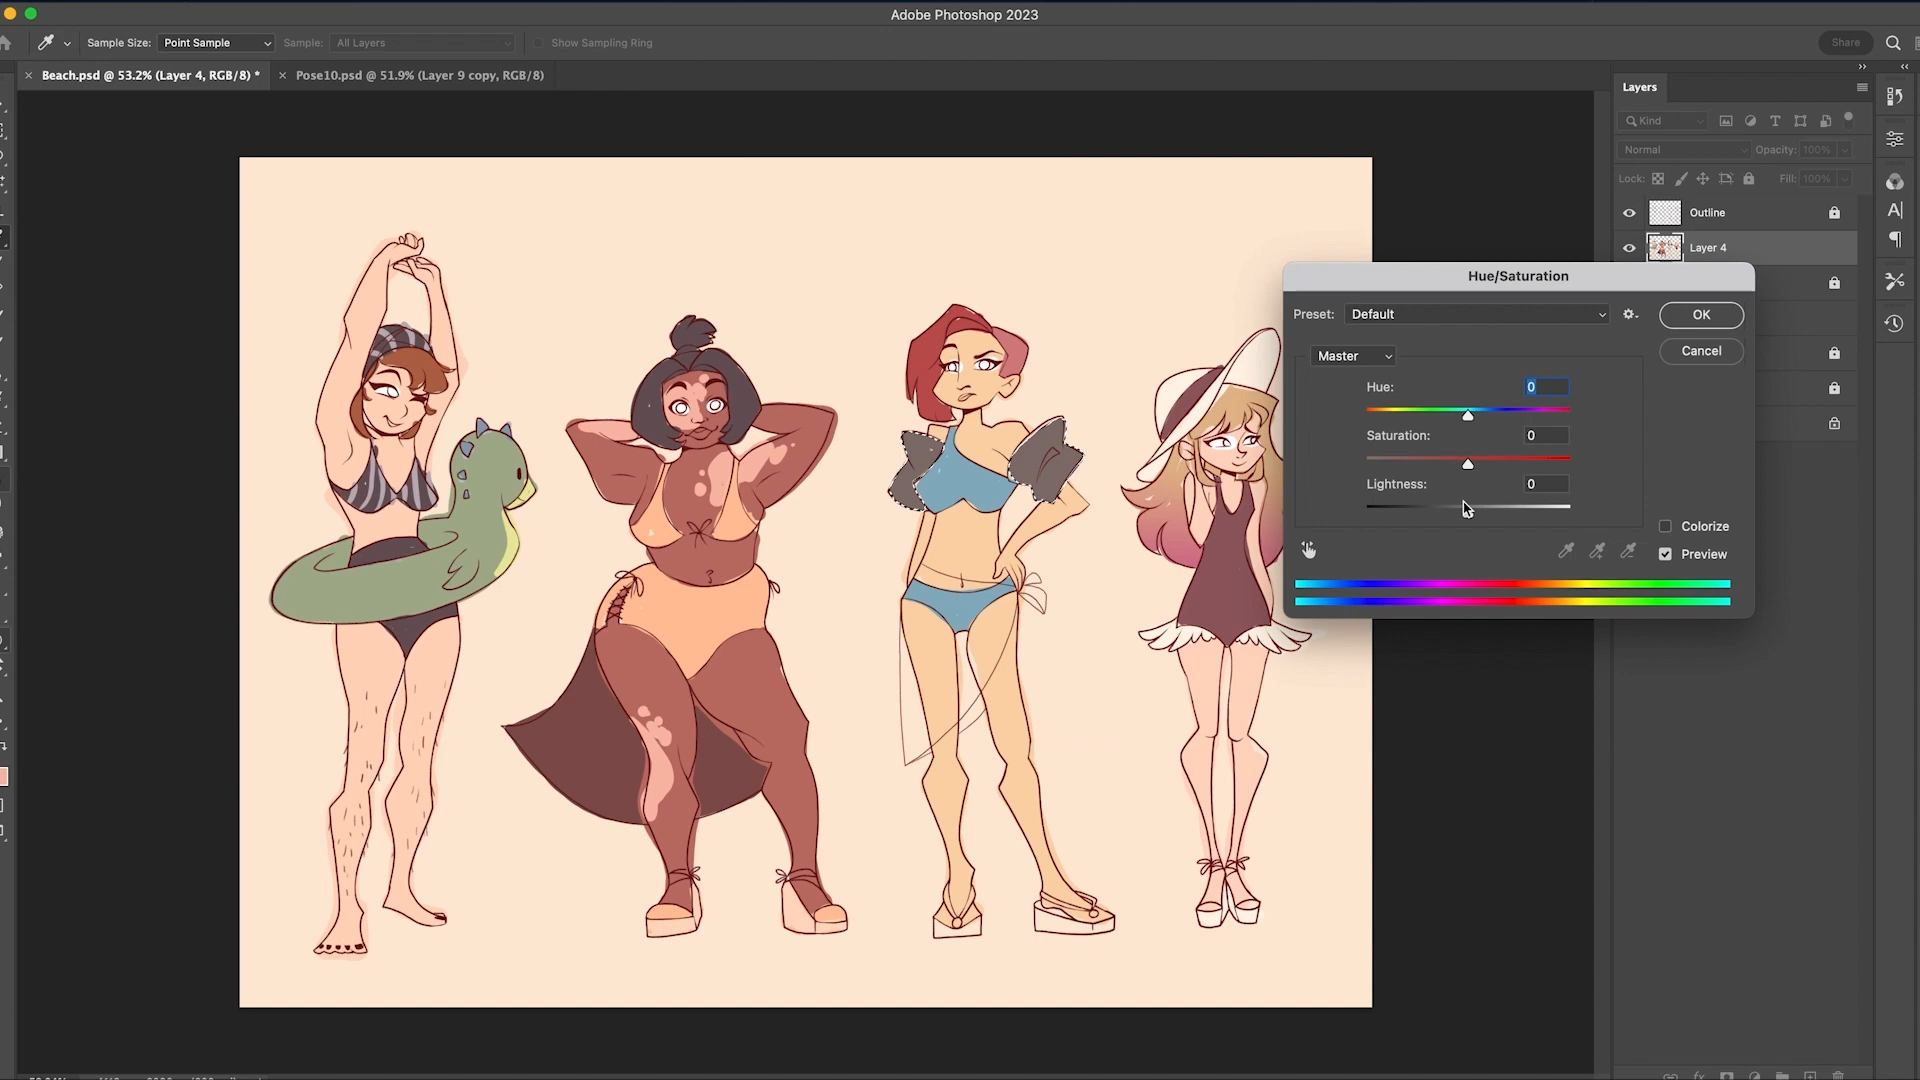 Adobe Photoshop 2023
Sample Size: Point Sample Sample: All Layers Show Sampling Ring Share
Beach.psd @ 53.2% (Layer 4, RGB/8) * Pose10.psd @ 51.9% (Layer 9 copy, RGB/8)
Layers
Kind
Normal Opacity: 100%
Lock: Fill: 100%
Outline
Layer 4
Hue/Saturation
Preset: Default OK
Master Cancel
Hue: 0
Saturation: 0
Lightness: 0
Colorize
Preview